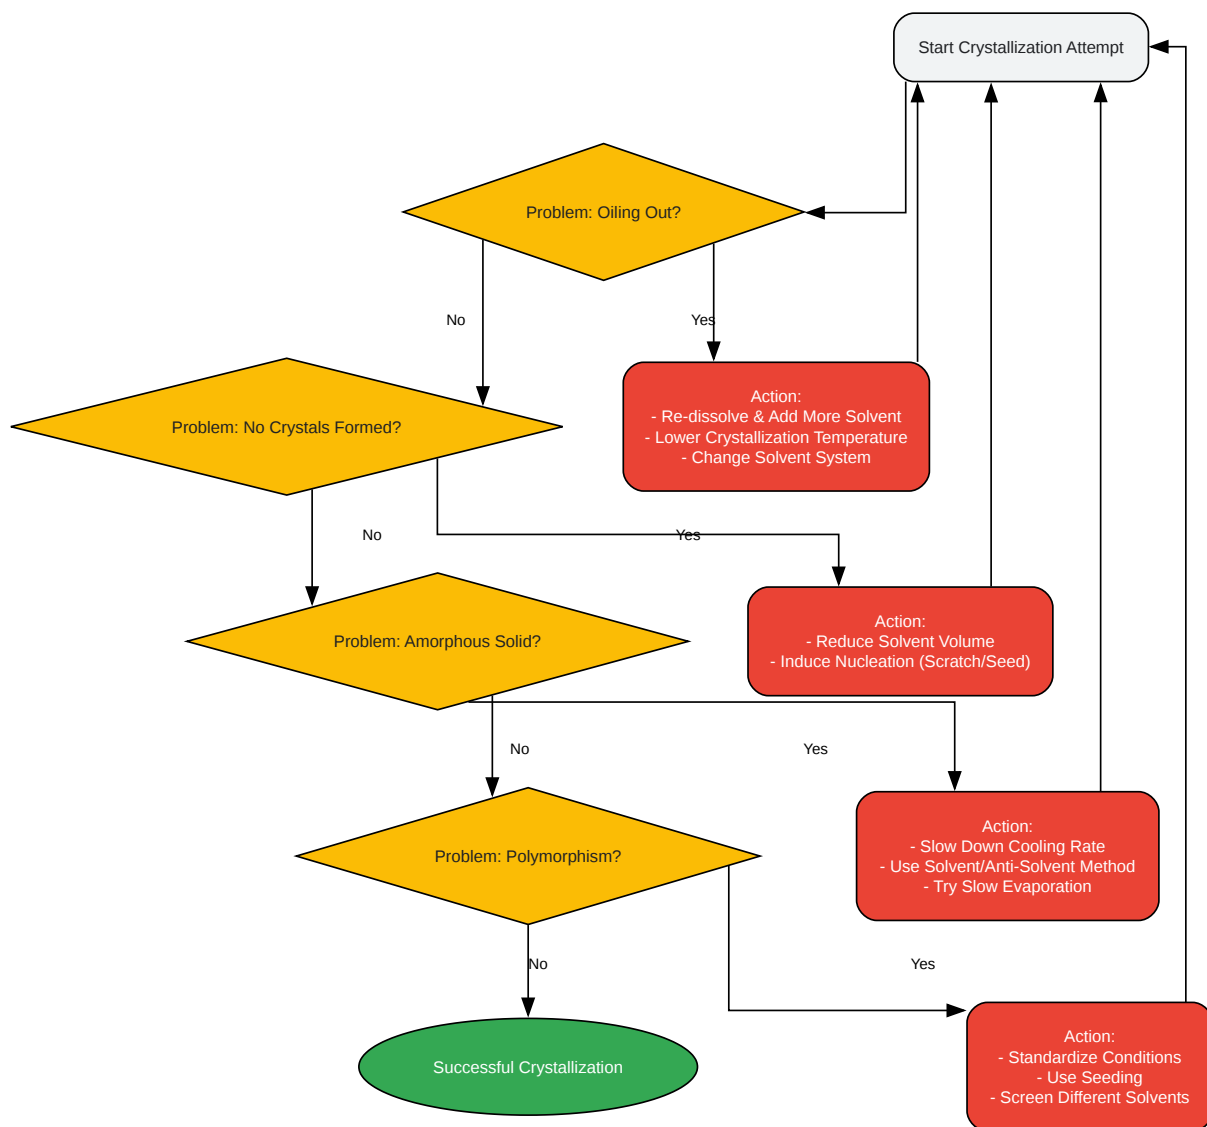 Start Crystallization Attempt
Problem: Oiling Out?
No
Yes
Action:
- Re-dissolve & Add More Solvent
- Lower Crystallization Temperature
- Change Solvent System
Problem: No Crystals Formed?
No
Yes
Action:
- Reduce Solvent Volume
- Induce Nucleation (Scratch/Seed)
Problem: Amorphous Solid?
No
Yes
Action:
- Slow Down Cooling Rate
- Use Solvent/Anti-Solvent Method
- Try Slow Evaporation
Problem: Polymorphism?
No
Yes
Action:
- Standardize Conditions
- Use Seeding
- Screen Different Solvents
Successful Crystallization